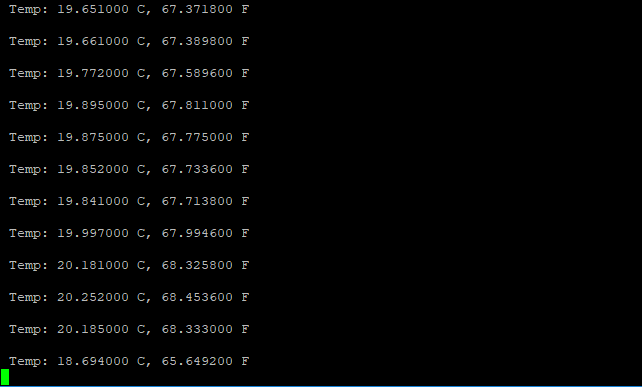 Temp: 19.651000 C, 67.371800 F
Temp: 19.661000 C, 67.389800 F
Temp: 19.772000 C, 67.589600 F
Temp: 19.895000 C, 67.811000 F
Temp: 19.875000 C, 67.775000 F
Temp: 19.852000 C, 67.733600 F
Temp: 19.841000 C, 67.713800 F
Temp: 19.997000 C, 67.994600 F
Temp: 20.181000 C, 68.325800 F
Temp: 20.252000 C, 68.453600 F
Temp: 20.185000 C, 68.333000 F
Temp: 18.694000 C, 65.649200 F